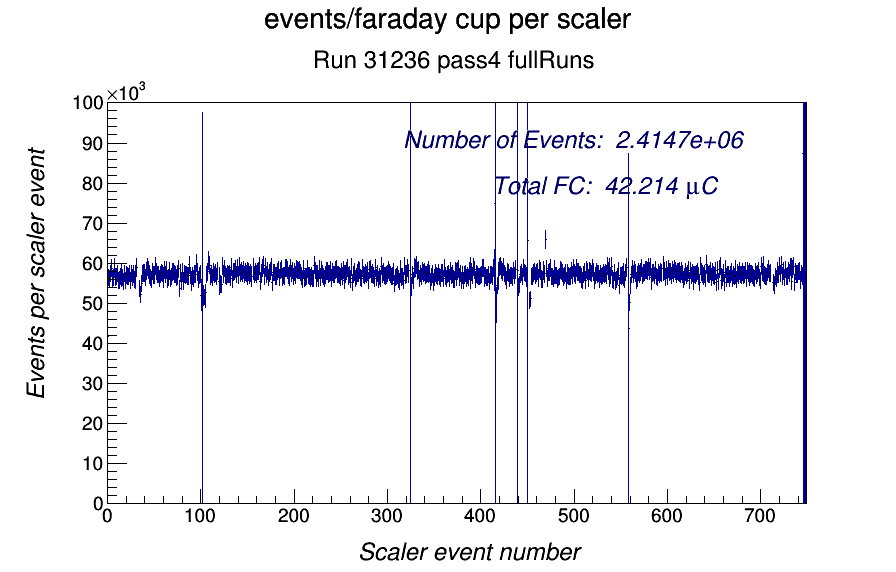 events/faraday cup per scaler
Run 31236 pass4 fullRuns
×10³
100
90
80
70
60
50
40
30
20
10
0
Events per scaler event
Number of Events: 2.4147e+06
Total FC: 42.214 μC
0 100 200 300 400 500 600 700
Scaler event number